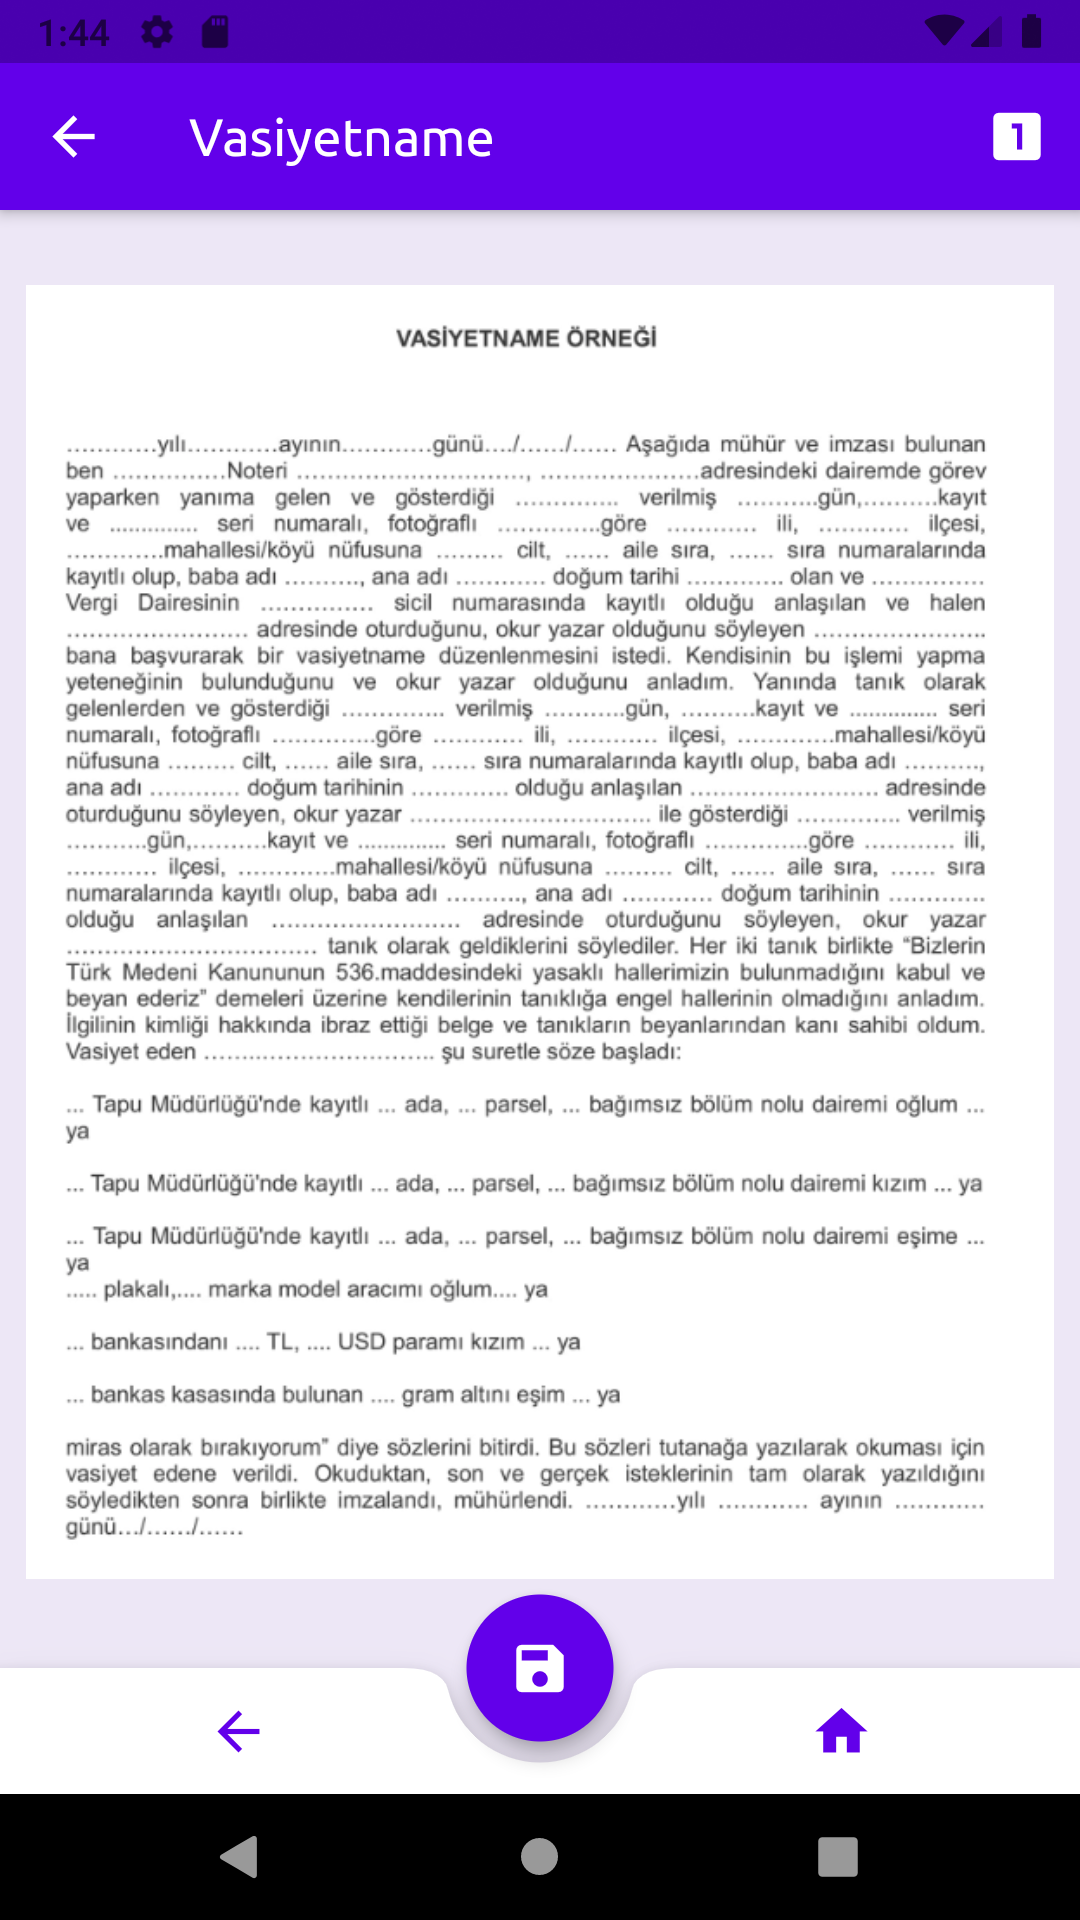 1:44
Vasiyetname
1
VASİYETNAME ÖRNEĞİ
…………yılı…………ayının…………günü…./……/…… Aşağıda mühür ve imzası bulunan
ben ……………Noteri …………………………, …………………adresindeki dairemde görev
yaparken yanıma gelen ve gösterdiği ………….. verilmiş ………..gün,……….kayıt
ve .............. seri numaralı, fotoğraflı …………..göre ………… ili, ………… ilçesi,
………….mahallesi/köyü nüfusuna ……… cilt, …… aile sıra, …… sıra numaralarında
kayıtlı olup, baba adı ………., ana adı ………… doğum tarihi …………. olan ve ……………
Vergi Dairesinin …………… sicil numarasında kayıtlı olduğu anlaşılan ve halen
…………………… adresinde oturduğunu, okur yazar olduğunu söyleyen …………………..
bana başvurarak bir vasiyetname düzenlenmesini istedi. Kendisinin bu işlemi yapma
yeteneğinin bulunduğunu ve okur yazar olduğunu anladım. Yanında tanık olarak
gelenlerden ve gösterdiği ………….. verilmiş ………..gün, ……….kayıt ve .............. seri
numaralı, fotoğraflı …………..göre ………… ili, ………… ilçesi, ………….mahallesi/köyü
nüfusuna ……… cilt, …… aile sıra, …… sıra numaralarında kayıtlı olup, baba adı ……….,
ana adı ………… doğum tarihinin …………. olduğu anlaşılan ……………………. adresinde
oturduğunu söyleyen, okur yazar ………………………….. ile gösterdiği ………….. verilmiş
………..gün,……….kayıt ve .............. seri numaralı, fotoğraflı …………..göre ………… ili,
………… ilçesi, ………….mahallesi/köyü nüfusuna ……… cilt, …… aile sıra, …… sıra
numaralarında kayıtlı olup, baba adı ………., ana adı ………… doğum tarihinin ………….
olduğu anlaşılan ……………………. adresinde oturduğunu söyleyen, okur yazar
……………………………. tanık olarak geldiklerini söylediler. Her iki tanık birlikte “Bizlerin
Türk Medeni Kanununun 536.maddesindeki yasaklı hallerimizin bulunmadığını kabul ve
beyan ederiz” demeleri üzerine kendilerinin tanıklığa engel hallerinin olmadığını anladım.
İlgilinin kimliği hakkında ibraz ettiği belge ve tanıkların beyanlarından kanı sahibi oldum.
Vasiyet eden …………………………. şu suretle söze başladı:
... Tapu Müdürlüğü'nde kayıtlı ... ada, ... parsel, ... bağımsız bölüm nolu dairemi oğlum ...
ya
... Tapu Müdürlüğü'nde kayıtlı ... ada, ... parsel, ... bağımsız bölüm nolu dairemi kızım ... ya
... Tapu Müdürlüğü'nde kayıtlı ... ada, ... parsel, ... bağımsız bölüm nolu dairemi eşime ...
ya
..... plakalı,.... marka model aracımı oğlum.... ya
... bankasındanı .... TL, .... USD paramı kızım ... ya
... bankas kasasında bulunan .... gram altını eşim ... ya
miras olarak bırakıyorum” diye sözlerini bitirdi. Bu sözleri tutanağa yazılarak okuması için
vasiyet edene verildi. Okuduktan, son ve gerçek isteklerinin tam olarak yazıldığını
söyledikten sonra birlikte imzalandı, mühürlendi. …………yılı ………… ayının …………
günü…/……/……